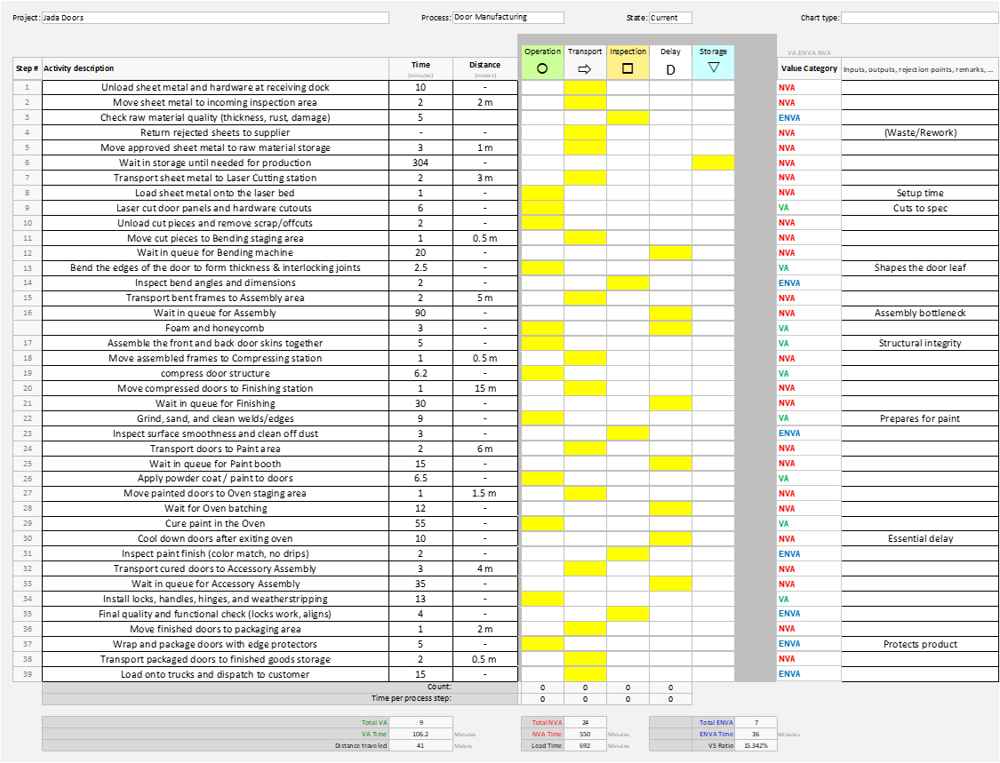 Project: Jada Doors Process: Door Manufacturing State: Current Chart type:
Operation Transport Inspection Delay Storage
VA.ENVA.NVA
Step # Activity description Time (minutes) Distance (meters) ○ ⇨ □ D ▽ Value Category Inputs, outputs, rejection points, remarks, ...
1 Unload sheet metal and hardware at receiving dock 10 - NVA
2 Move sheet metal to incoming inspection area 2 2 m NVA
3 Check raw material quality (thickness, rust, damage) 5 - ENVA
4 Return rejected sheets to supplier - - NVA (Waste/Rework)
5 Move approved sheet metal to raw material storage 3 1 m NVA
6 Wait in storage until needed for production 304 - NVA
7 Transport sheet metal to Laser Cutting station 2 3 m NVA
8 Load sheet metal onto the laser bed 1 - NVA Setup time
9 Laser cut door panels and hardware cutouts 6 - VA Cuts to spec
10 Unload cut pieces and remove scrap/offcuts 2 - NVA
11 Move cut pieces to Bending staging area 1 0.5 m NVA
12 Wait in queue for Bending machine 20 - NVA
13 Bend the edges of the door to form thickness & interlocking joints 2.5 - VA Shapes the door leaf
14 Inspect bend angles and dimensions 2 - ENVA
15 Transport bent frames to Assembly area 2 5 m NVA
16 Wait in queue for Assembly 90 - NVA Assembly bottleneck
Foam and honeycomb 3 - VA
17 Assemble the front and back door skins together 5 - VA Structural integrity
18 Move assembled frames to Compressing station 1 0.5 m NVA
19 compress door structure 6.2 - VA
20 Move compressed doors to Finishing station 1 15 m NVA
21 Wait in queue for Finishing 30 - NVA
22 Grind, sand, and clean welds/edges 9 - VA Prepares for paint
23 Inspect surface smoothness and clean off dust 3 - ENVA
24 Transport doors to Paint area 2 6 m NVA
25 Wait in queue for Paint booth 15 - NVA
26 Apply powder coat / paint to doors 6.5 - VA
27 Move painted doors to Oven staging area 1 1.5 m NVA
28 Wait for Oven batching 12 - NVA
29 Cure paint in the Oven 55 - VA
30 Cool down doors after exiting oven 10 - NVA Essential delay
31 Inspect paint finish (color match, no drips) 2 - ENVA
32 Transport cured doors to Accessory Assembly 3 4 m NVA
33 Wait in queue for Accessory Assembly 35 - NVA
34 Install locks, handles, hinges, and weatherstripping 13 - VA
35 Final quality and functional check (locks work, aligns) 4 - ENVA
36 Move finished doors to packaging area 1 2 m NVA
37 Wrap and package doors with edge protectors 5 - ENVA Protects product
38 Transport packaged doors to finished goods storage 2 0.5 m NVA
39 Load onto trucks and dispatch to customer 15 - ENVA
Count: 0 0 0 0
Time per process step: 0 0 0 0
Total VA 9 Total NVA 24 Total ENVA 7
VA Time 106.2 Minutes NVA Time 550 Minutes ENVA Time 36 Minutes
Distance traveled 41 Meters Lead Time 692 Minutes VS Ratio 15.342%